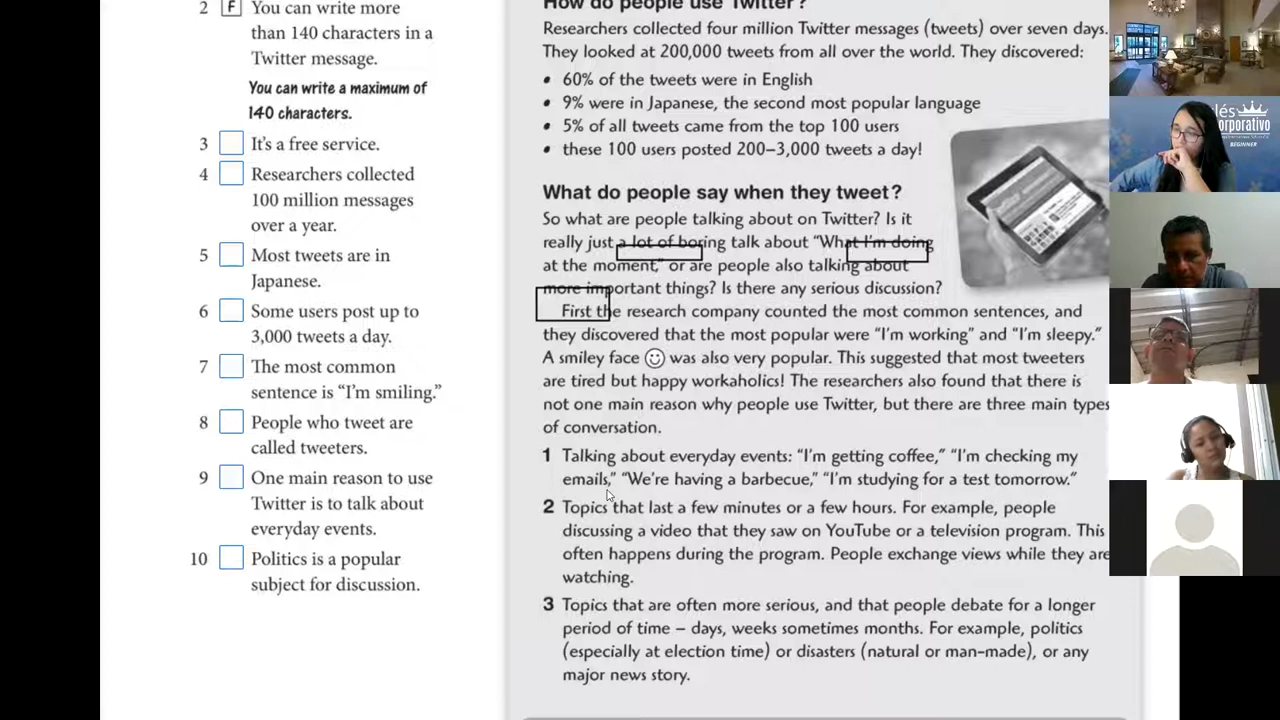 2 F You can write more
than 140 characters in a
Twitter message.
You can write a maximum of
140 characters.
3 It's a free service.
4 Researchers collected
100 million messages
over a year.
5 Most tweets are in
Japanese.
6 Some users post up to
3,000 tweets a day.
7 The most common
sentence is “I'm smiling.”
8 People who tweet are
called tweeters.
9 One main reason to use
Twitter is to talk about
everyday events.
10 Politics is a popular
subject for discussion.
How do people use Twitter?
Researchers collected four million Twitter messages (tweets) over seven days.
They looked at 200,000 tweets from all over the world. They discovered:
• 60% of the tweets were in English
• 9% were in Japanese, the second most popular language
• 5% of all tweets came from the top 100 users
• these 100 users posted 200–3,000 tweets a day!
What do people say when they tweet?
So what are people talking about on Twitter? Is it
really just a lot of boring talk about “What I'm doing
at the moment,” or are people also talking about
more important things? Is there any serious discussion?
First the research company counted the most common sentences, and
they discovered that the most popular were “I'm working” and “I'm sleepy.”
A smiley face was also very popular. This suggested that most tweeters
are tired but happy workaholics! The researchers also found that there is
not one main reason why people use Twitter, but there are three main types
of conversation.
1 Talking about everyday events: “I'm getting coffee,” “I'm checking my
emails,” “We're having a barbecue,” “I'm studying for a test tomorrow.”
2 Topics that last a few minutes or a few hours. For example, people
discussing a video that they saw on YouTube or a television program. This
often happens during the program. People exchange views while they are
watching.
3 Topics that are often more serious, and that people debate for a longer
period of time – days, weeks sometimes months. For example, politics
(especially at election time) or disasters (natural or man-made), or any
major news story.
lés
orporativo
BEGINNER